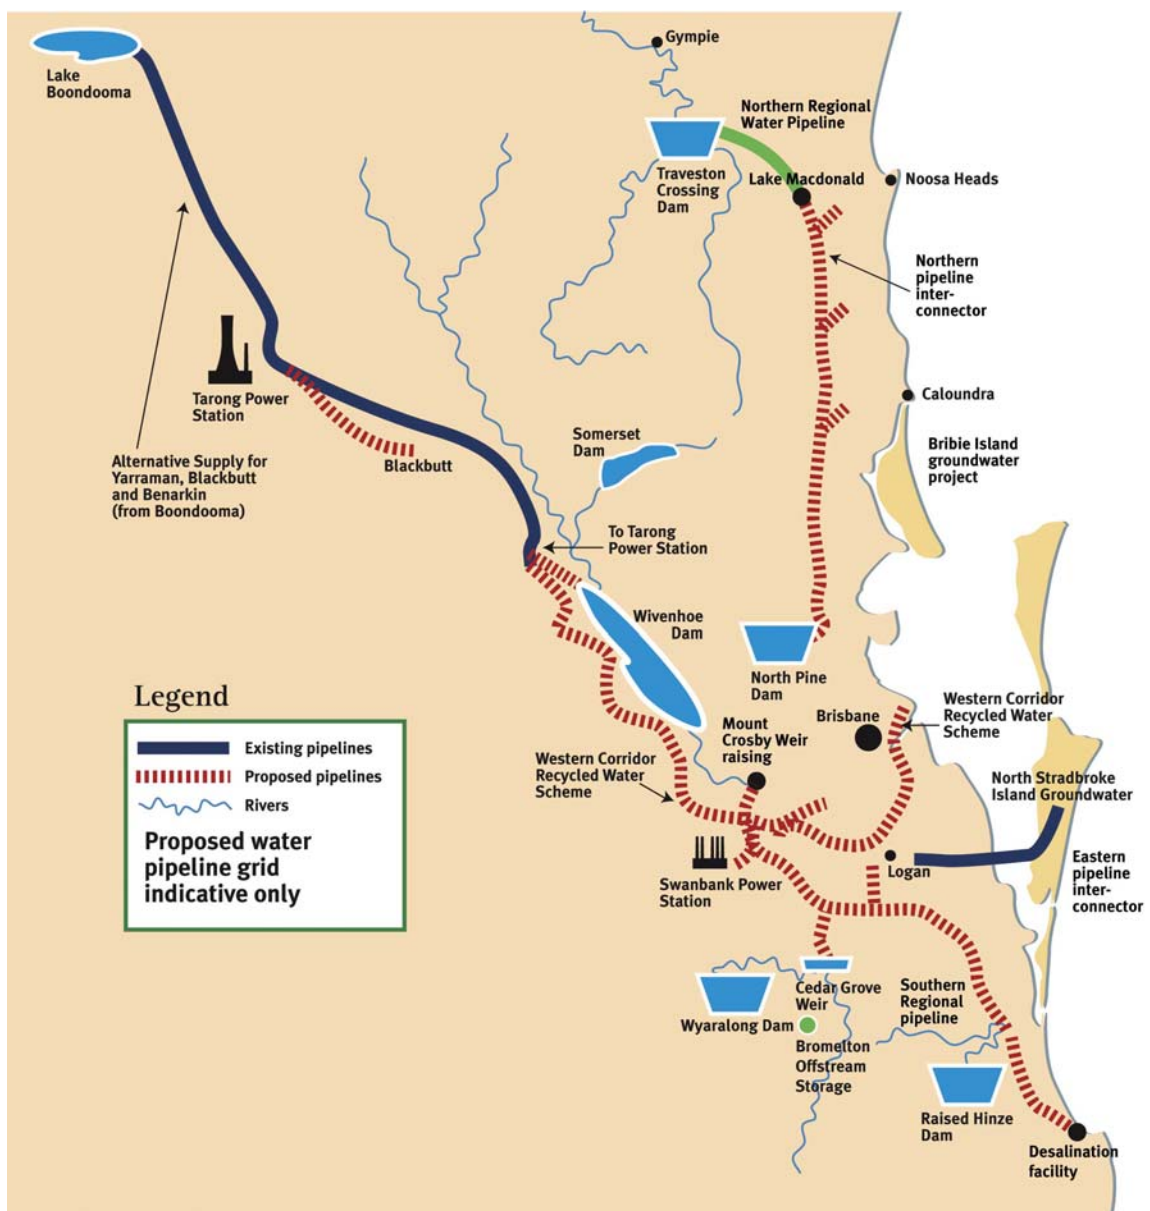 Lake
Boondooma
Gympie
Northern Regional
Water Pipeline
Traveston
Crossing
Dam
Lake Macdonald
Noosa Heads
Northern
pipeline
inter-
connector
Tarong Power
Station
Caloundra
Alternative Supply for
Yarraman, Blackbutt
and Benarkin
(from Boondooma)
Blackbutt
Somerset
Dam
Bribie Island
groundwater
project
To Tarong
Power Station
Wivenhoe
Dam
North Pine
Dam
Legend
Existing pipelines
Proposed pipelines
Rivers
Proposed water
pipeline grid
indicative only
Western Corridor
Recycled Water
Scheme
Mount
Crosby Weir
raising
Brisbane
Western Corridor
Recycled Water
Scheme
North Stradbroke
Island Groundwater
Swanbank Power
Station
Logan
Eastern
pipeline
inter-
connector
Wyaralong Dam
Cedar Grove
Weir
Bromelton
Offstream
Storage
Southern
Regional
pipeline
Raised Hinze
Dam
Desalination
facility